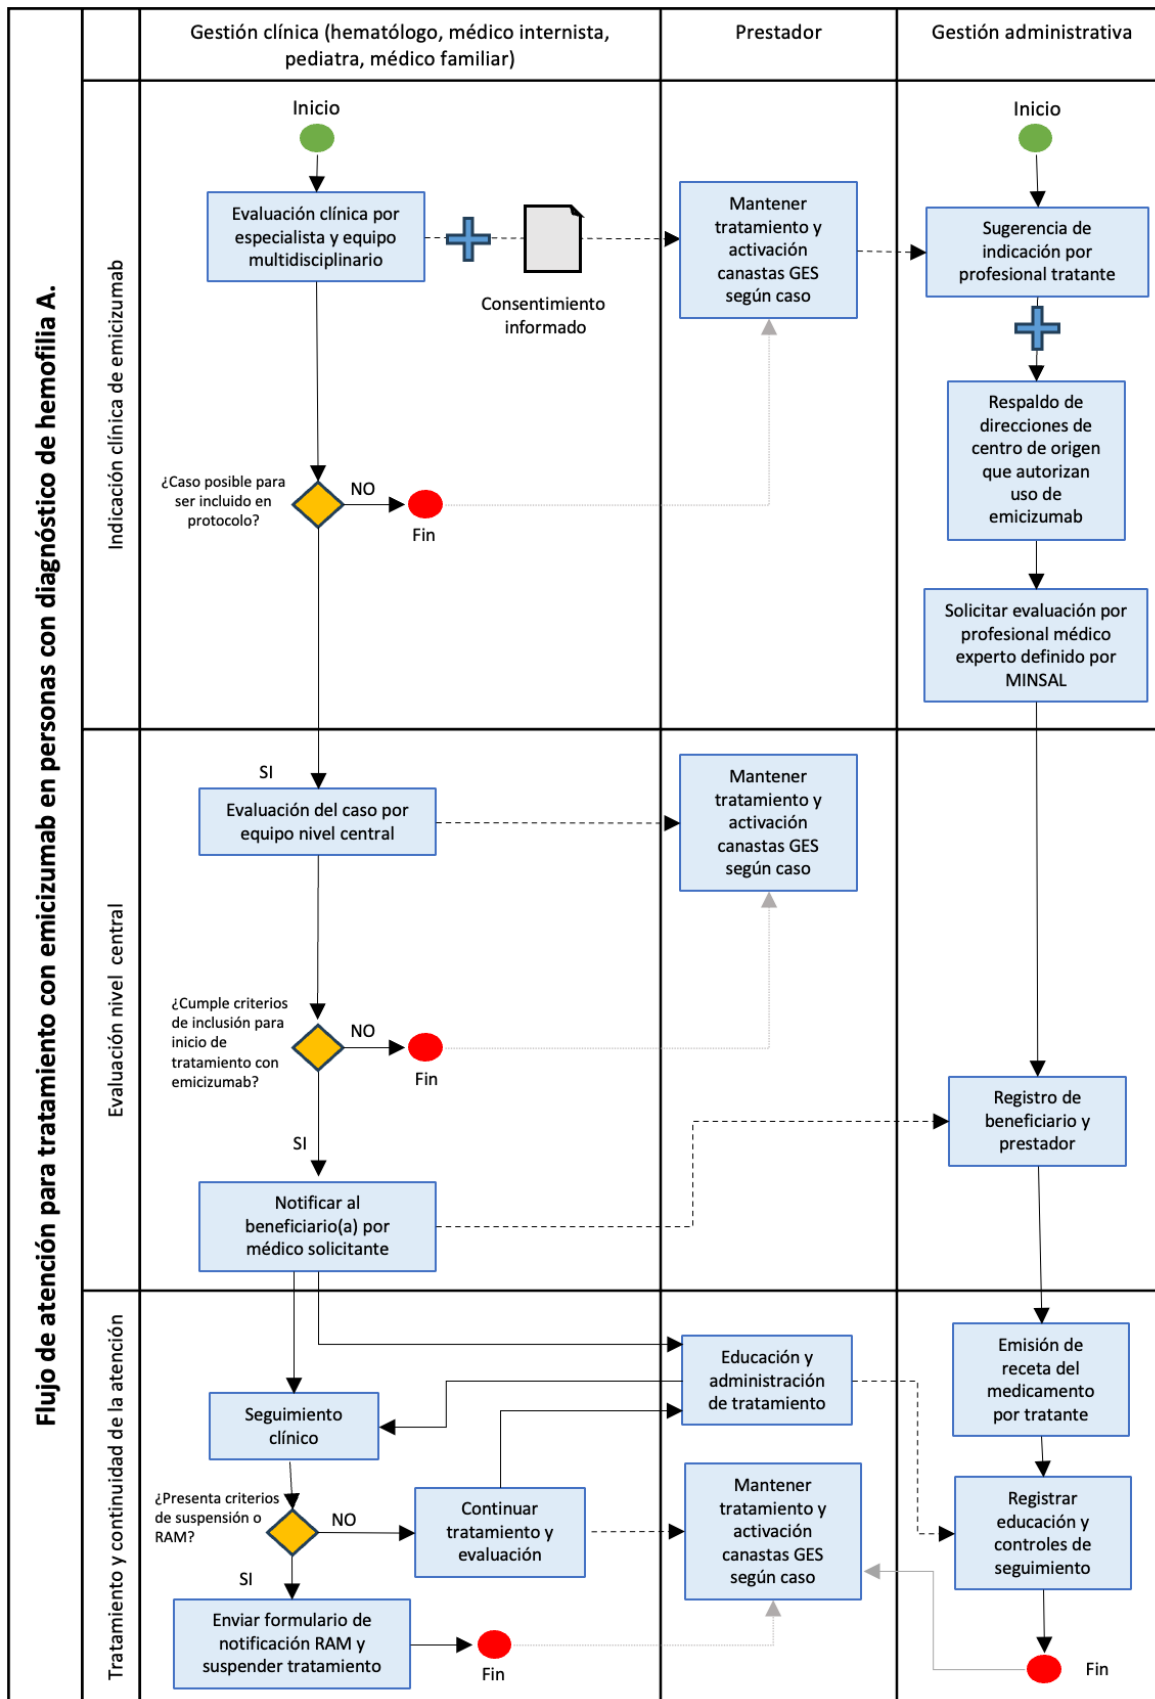 Flujo de atención para tratamiento con emicizumab en personas con diagnóstico de hemofilia A.
Gestión clínica (hematólogo, médico internista,
pediatra, médico familiar)
Prestador
Gestión administrativa
Indicación clínica de emicizumab
Inicio
Evaluación clínica por
especialista y equipo
multidisciplinario
Consentimiento
informado
¿Caso posible para
ser incluido en
protocolo?
NO
Fin
Mantener
tratamiento y
activación
canastas GES
según caso
Inicio
Sugerencia de
indicación por
profesional tratante
Respaldo de
direcciones de
centro de origen
que autorizan
uso de
emicizumab
Solicitar evaluación por
profesional médico
experto definido por
MINSAL
Evaluación nivel central
SI
Evaluación del caso por
equipo nivel central
¿Cumple criterios
de inclusión para
inicio de
tratamiento con
emicizumab?
NO
Fin
SI
Notificar al
beneficiario(a) por
médico solicitante
Mantener
tratamiento y
activación
canastas GES
según caso
Registro de
beneficiario y
prestador
Tratamiento y continuidad de la atención
Seguimiento
clínico
¿Presenta criterios
de suspensión o
RAM?
NO
Continuar
tratamiento y
evaluación
SI
Enviar formulario de
notificación RAM y
suspender tratamiento
Fin
Educación y
administración
de tratamiento
Mantener
tratamiento y
activación
canastas GES
según caso
Emisión de
receta del
medicamento
por tratante
Registrar
educación y
controles de
seguimiento
Fin